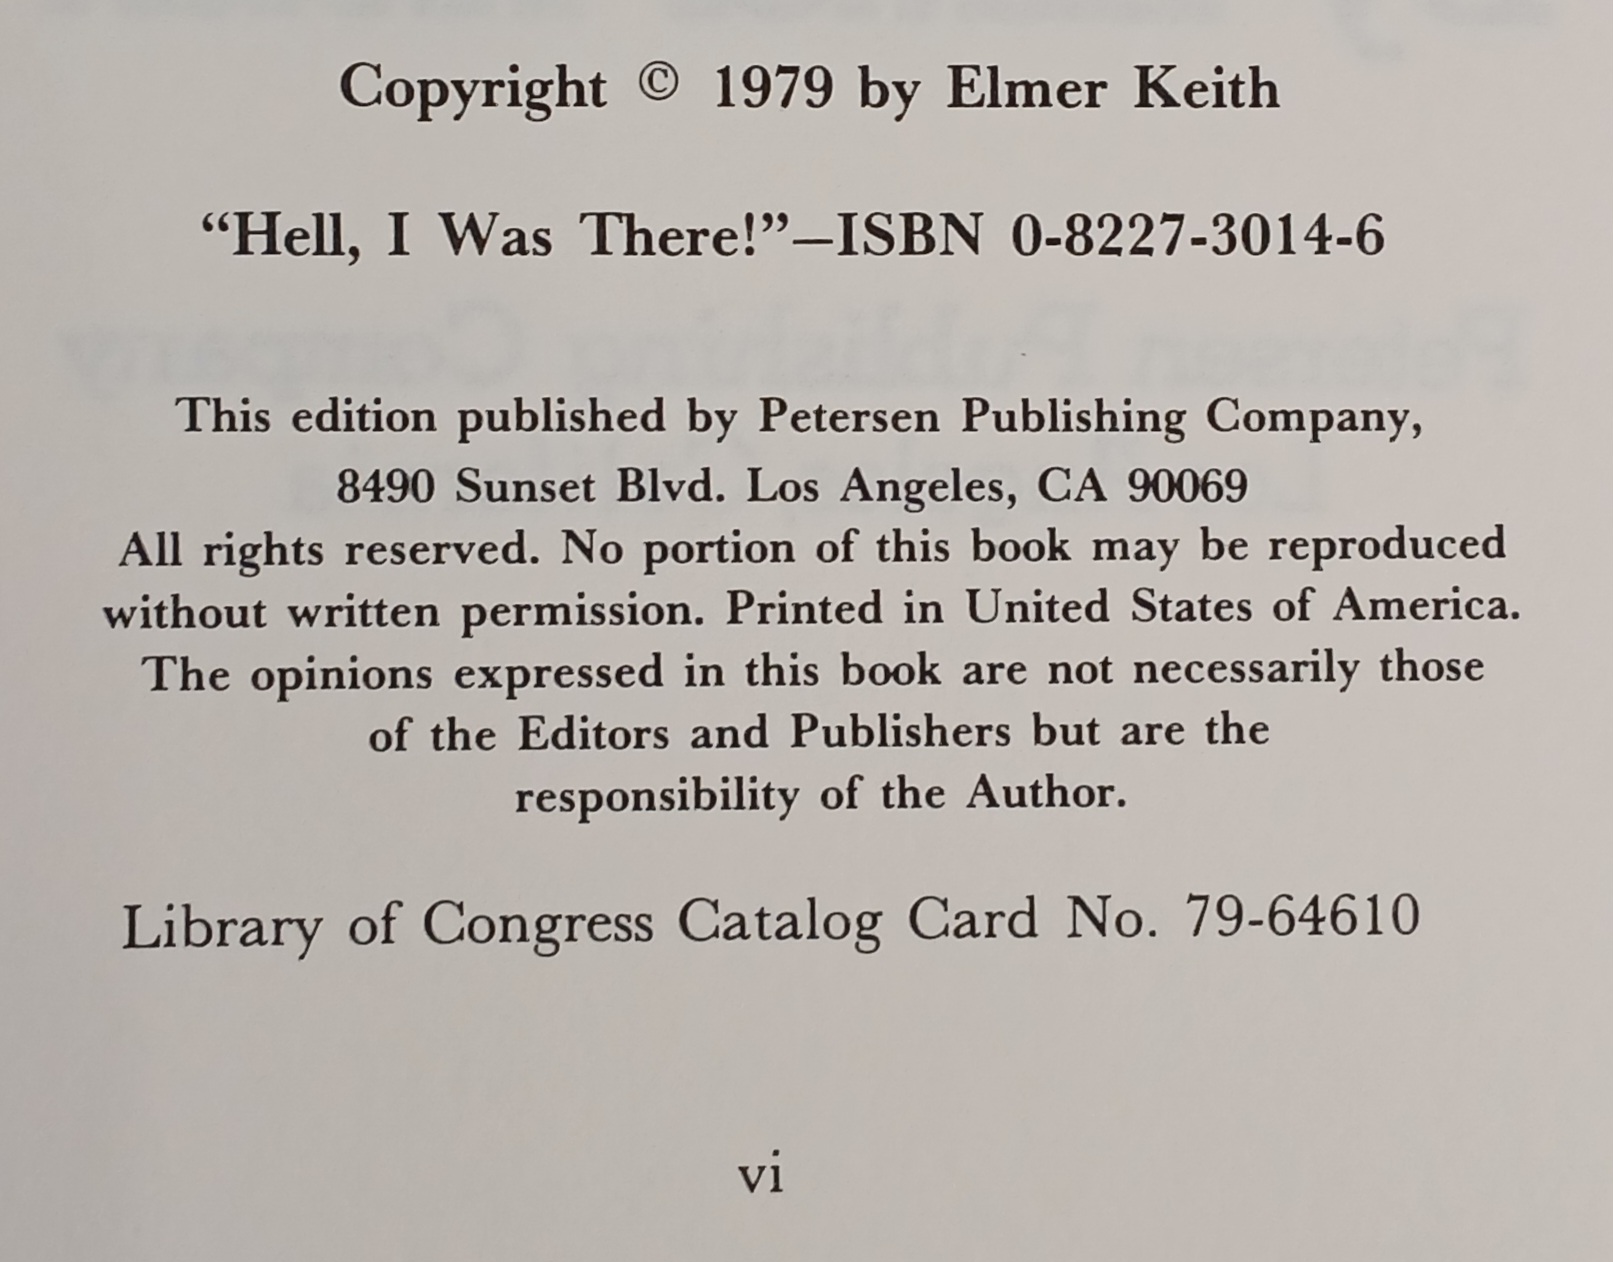 Copyright © 1979 by Elmer Keith
“Hell, I Was There!”—ISBN 0-8227-3014-6
This edition published by Petersen Publishing Company,
8490 Sunset Blvd. Los Angeles, CA 90069
All rights reserved. No portion of this book may be reproduced
without written permission. Printed in United States of America.
The opinions expressed in this book are not necessarily those
of the Editors and Publishers but are the
responsibility of the Author.
Library of Congress Catalog Card No. 79-64610
vi